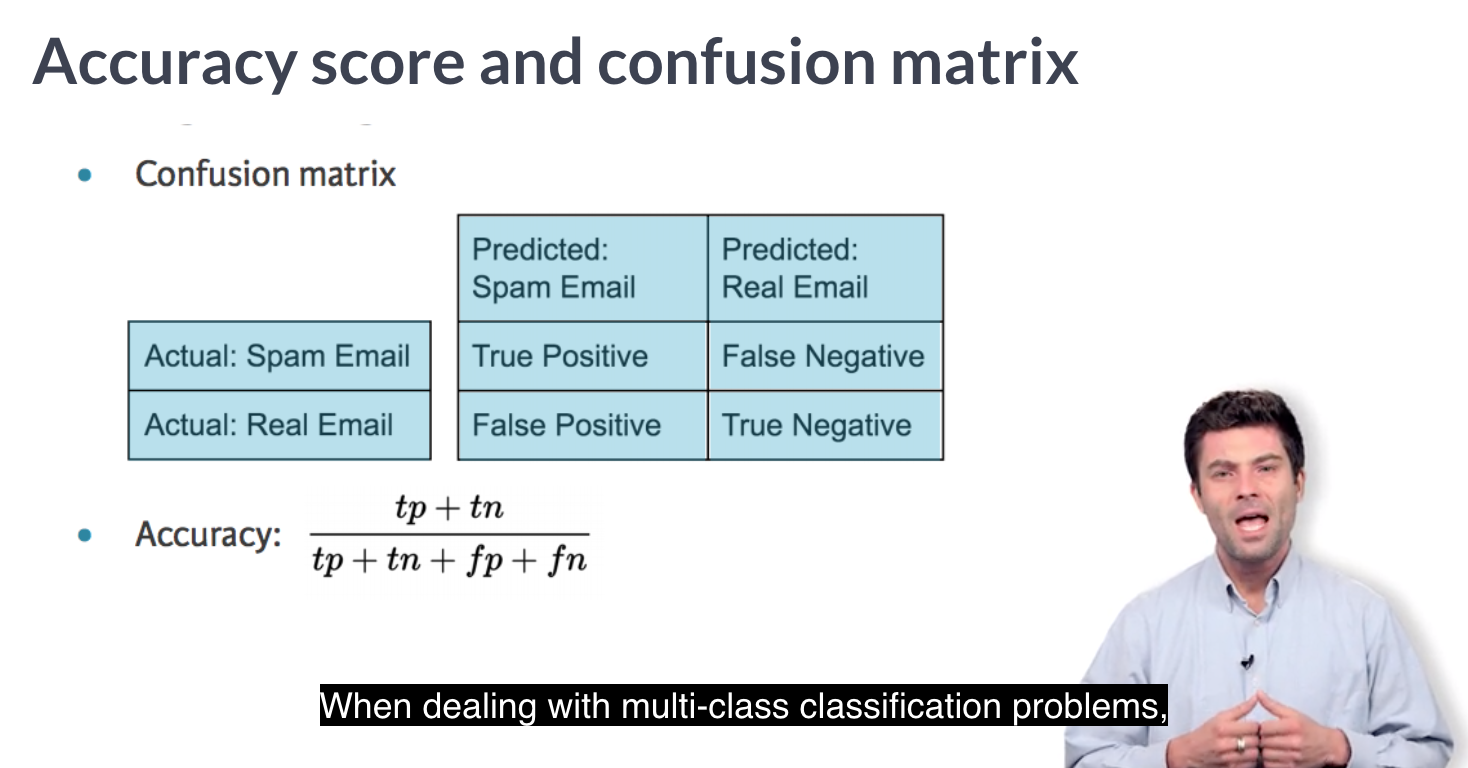 Accuracy score and confusion matrix
Confusion matrix
Predicted:
Spam Email
Predicted:
Real Email
Actual: Spam Email
True Positive
False Negative
Actual: Real Email
False Positive
True Negative
Accuracy:
tp + tn
tp + tn + fp + fn
When dealing with multi-class classification problems,